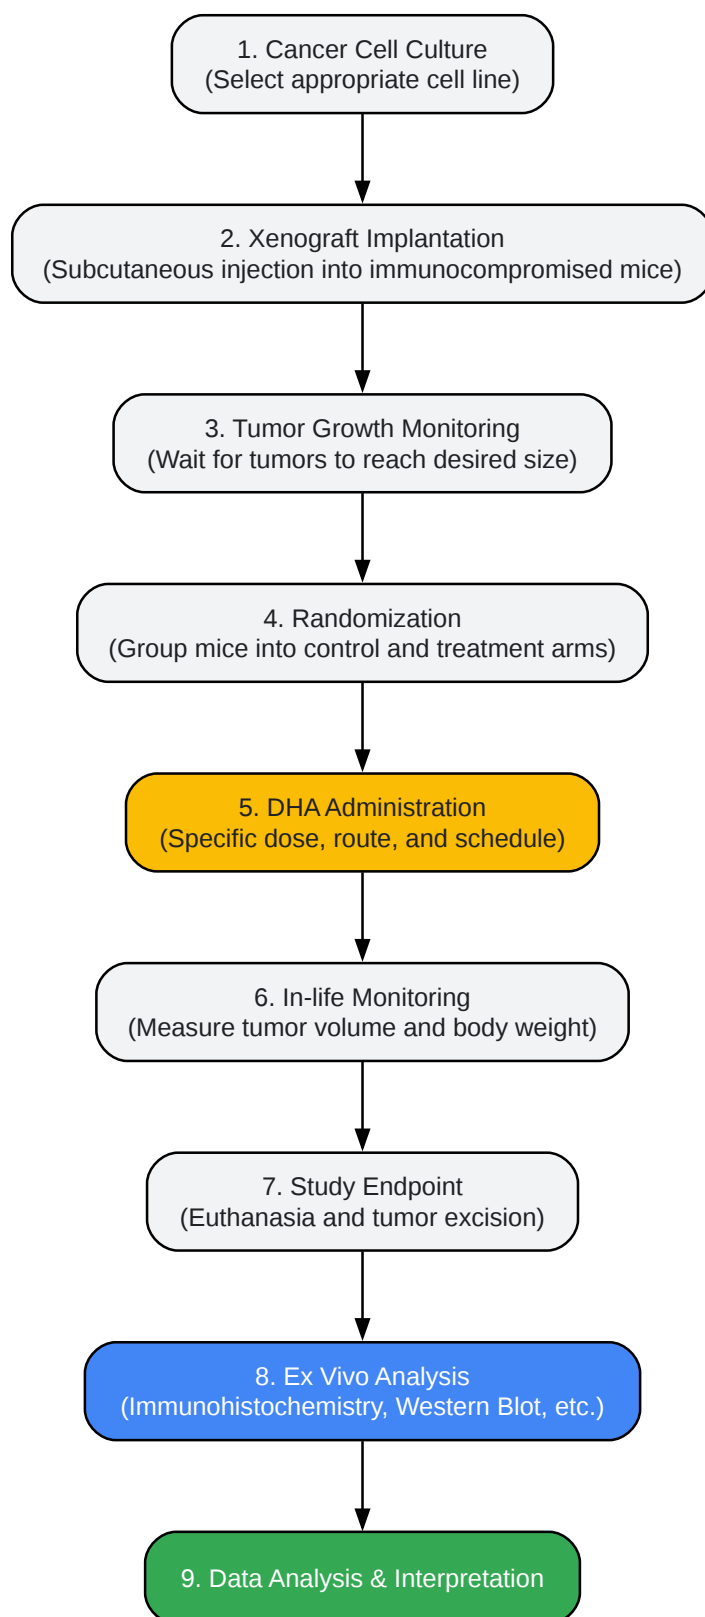 1. Cancer Cell Culture
(Select appropriate cell line)
2. Xenograft Implantation
(Subcutaneous injection into immunocompromised mice)
3. Tumor Growth Monitoring
(Wait for tumors to reach desired size)
4. Randomization
(Group mice into control and treatment arms)
5. DHA Administration
(Specific dose, route, and schedule)
6. In-life Monitoring
(Measure tumor volume and body weight)
7. Study Endpoint
(Euthanasia and tumor excision)
8. Ex Vivo Analysis
(Immunohistochemistry, Western Blot, etc.)
9. Data Analysis & Interpretation